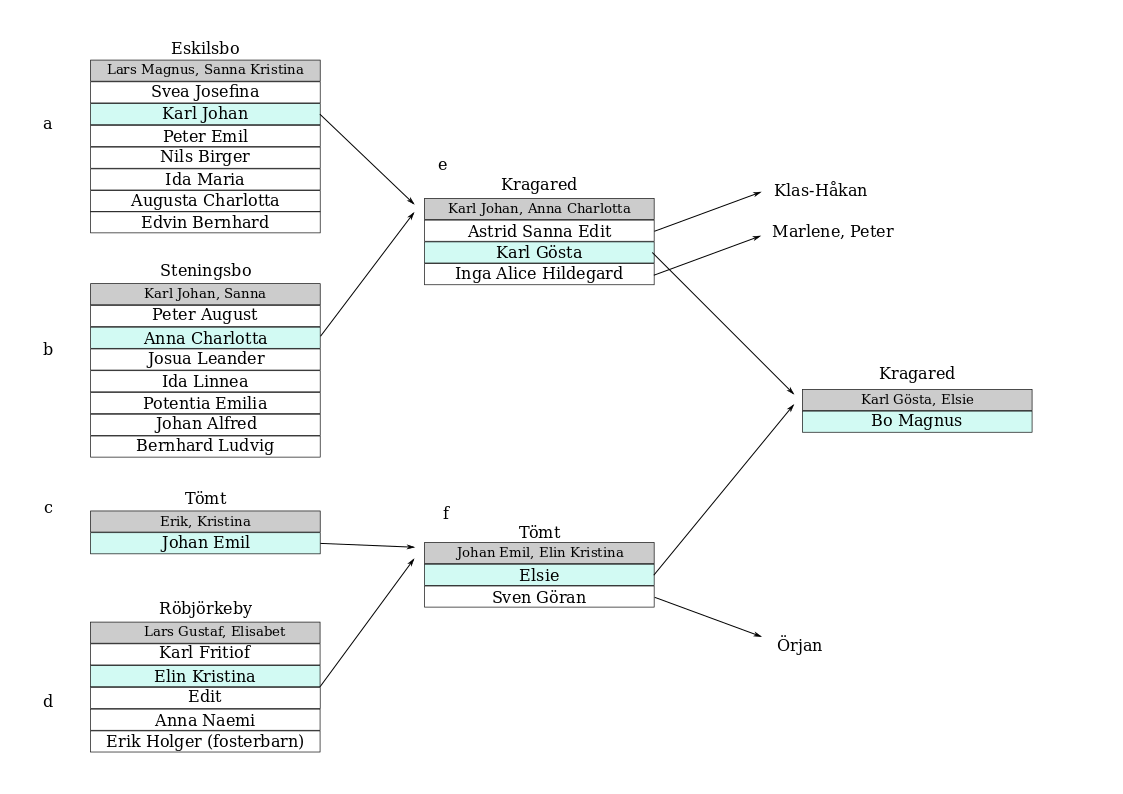 Eskilsbo
Lars Magnus, Sanna Kristina
Svea Josefina
a
Karl Johan
Peter Emil
Nils Birger
Ida Maria
Augusta Charlotta
Edvin Bernhard
Steningsbo
Karl Johan, Sanna
Peter August
b
Anna Charlotta
Josua Leander
Ida Linnea
Potentia Emilia
Johan Alfred
Bernhard Ludvig
c
Tömt
Erik, Kristina
Johan Emil
Röbjörkeby
Lars Gustaf, Elisabet
Karl Fritiof
Elin Kristina
d
Edit
Anna Naemi
Erik Holger (fosterbarn)
e
Kragared
Karl Johan, Anna Charlotta
Astrid Sanna Edit
Karl Gösta
Inga Alice Hildegard
Klas-Håkan
Marlene, Peter
f
Tömt
Johan Emil, Elin Kristina
Elsie
Sven Göran
Örjan
Kragared
Karl Gösta, Elsie
Bo Magnus